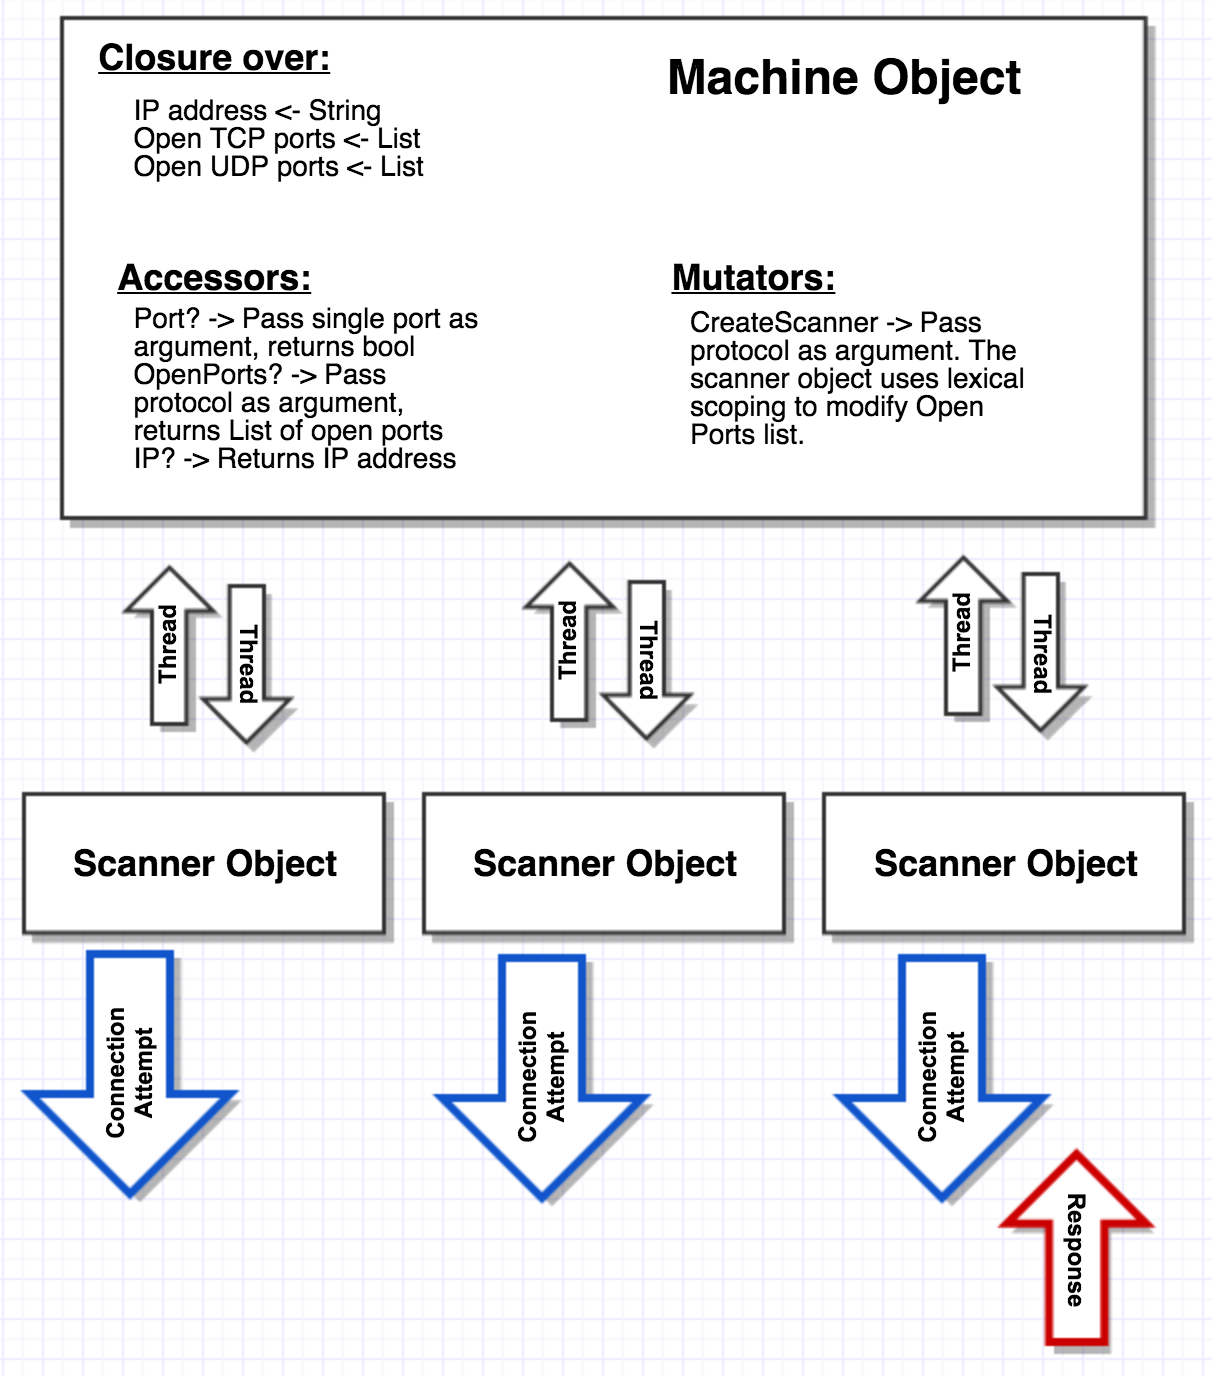 Closure over:
Machine Object
IP address <- String
Open TCP ports <- List
Open UDP ports <- List
Accessors:
Port? -> Pass single port as
argument, returns bool
OpenPorts? -> Pass
protocol as argument,
returns List of open ports
IP? -> Returns IP address
Mutators:
CreateScanner -> Pass
protocol as argument. The
scanner object uses lexical
scoping to modify Open
Ports list.
Thread
Thread
Thread
Thread
Thread
Thread
Scanner Object
Scanner Object
Scanner Object
Connection
Attempt
Connection
Attempt
Connection
Attempt
Response